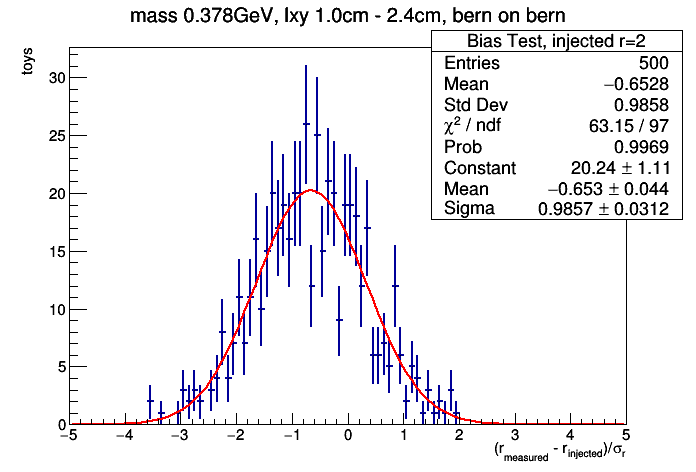 mass 0.378GeV, lxy 1.0cm - 2.4cm, bern on bern
Bias Test, injected r=2
Entries 500
Mean −0.6528
Std Dev 0.9858
χ² / ndf 63.15 / 97
Prob 0.9969
Constant 20.24 ± 1.11
Mean −0.653 ± 0.044
Sigma 0.9857 ± 0.0312
toys
30
25
20
15
10
5
0
−5 −4 −3 −2 −1 0 1 2 3 4 5
(r_measured - r_injected)/σ_r